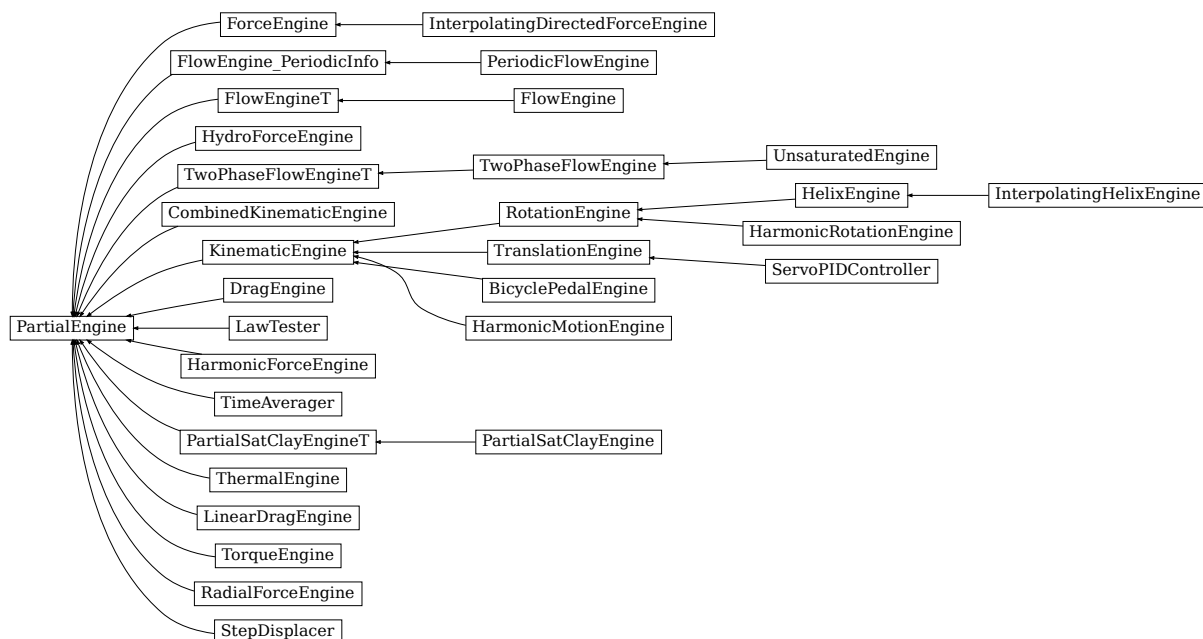 ForceEngine
InterpolatingDirectedForceEngine
FlowEngine_PeriodicInfo
PeriodicFlowEngine
FlowEngineT
FlowEngine
HydroForceEngine
TwoPhaseFlowEngineT
TwoPhaseFlowEngine
UnsaturatedEngine
HelixEngine
InterpolatingHelixEngine
CombinedKinematicEngine
RotationEngine
HarmonicRotationEngine
KinematicEngine
TranslationEngine
ServoPIDController
DragEngine
BicyclePedalEngine
PartialEngine
LawTester
HarmonicMotionEngine
HarmonicForceEngine
TimeAverager
PartialSatClayEngineT
PartialSatClayEngine
ThermalEngine
LinearDragEngine
TorqueEngine
RadialForceEngine
StepDisplacer